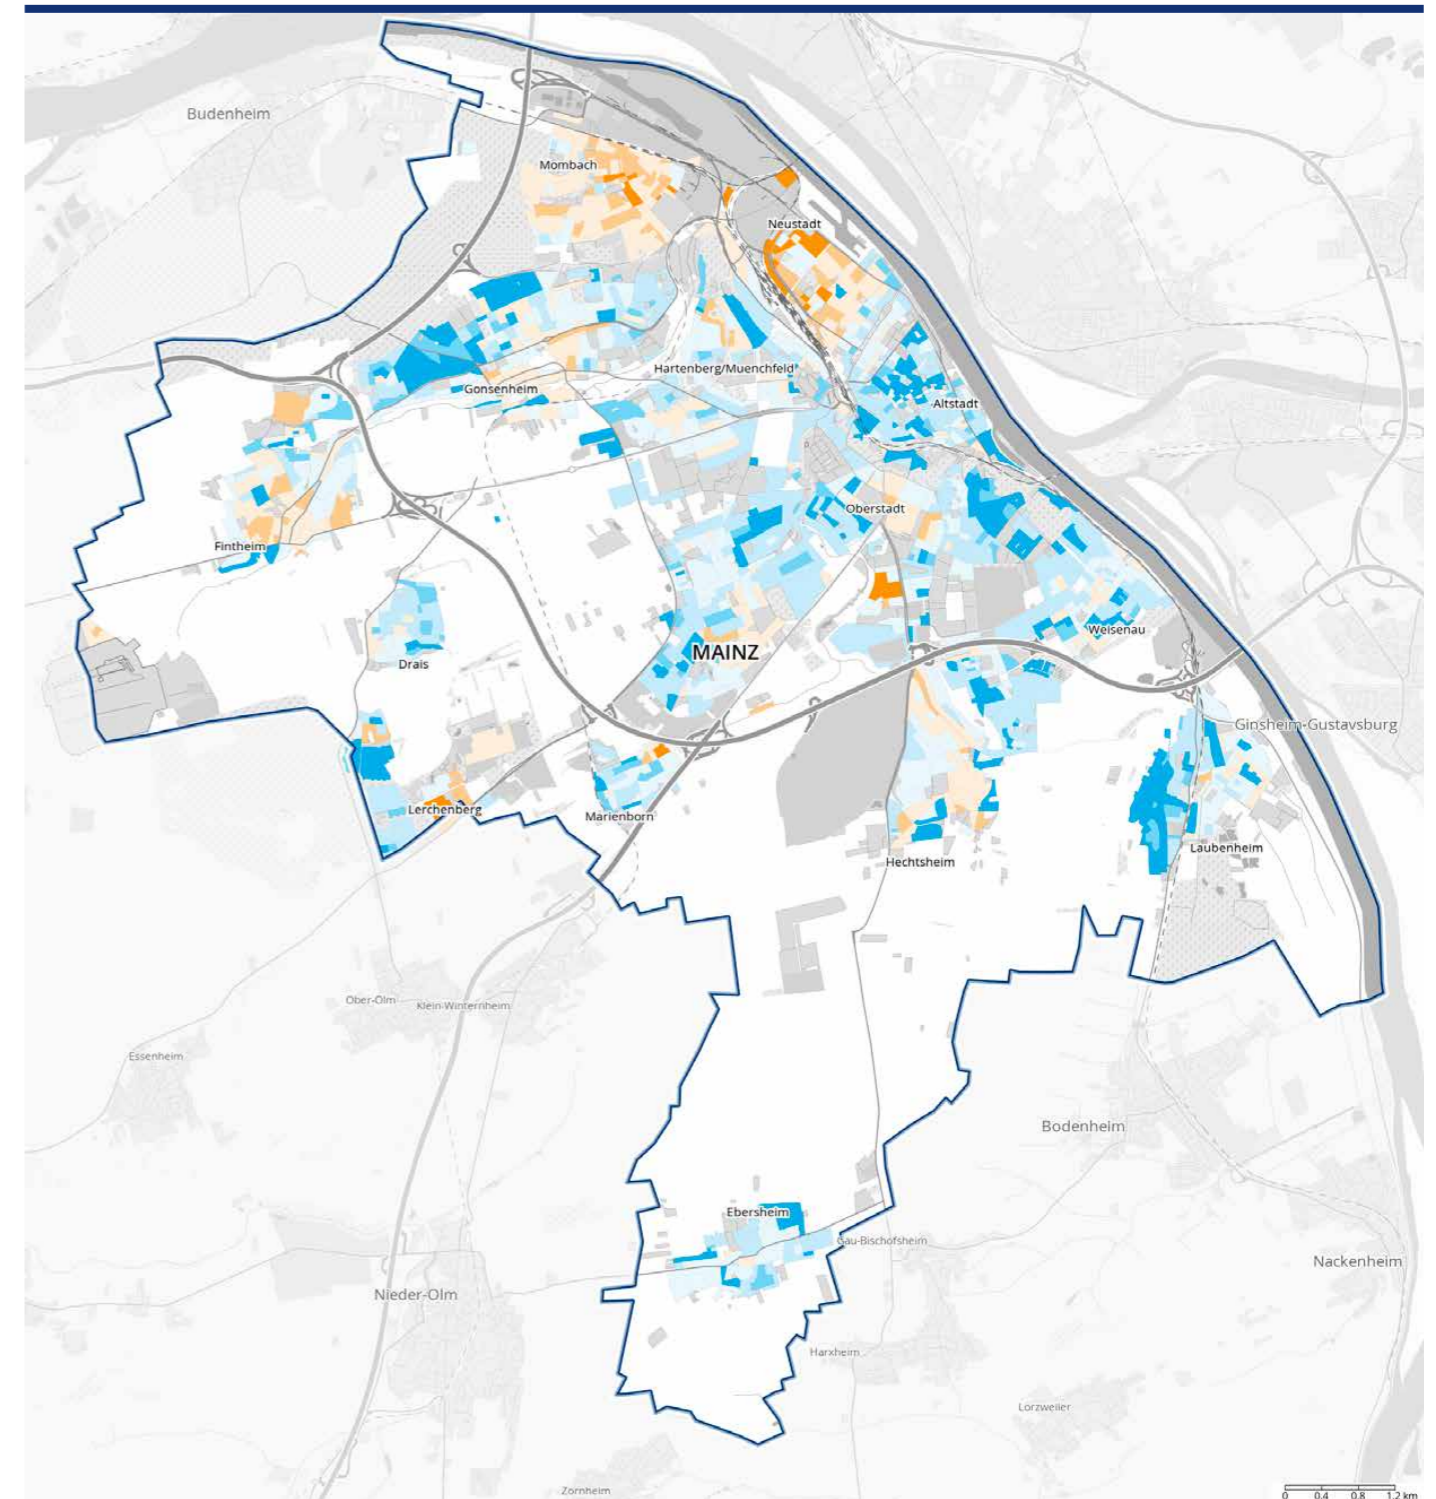 Budenheim
Mombach
Neustadt
Hartenberg/Muenchfeld
Gonsenheim
Altstadt
Oberstadt
Fintheim
Weisenau
MAINZ
Drais
Ginsheim-Gustavsburg
Lerchenberg
Marienborn
Laubenheim
Hechtsheim
Ober-Olm
Klein-Winternheim
Essenheim
Bodenheim
Ebersheim
Gau-Bischofsheim
Nackenheim
Nieder-Olm
Harxheim
Lörzweiler
Zornheim
0 0.4 0.8 1.2 km